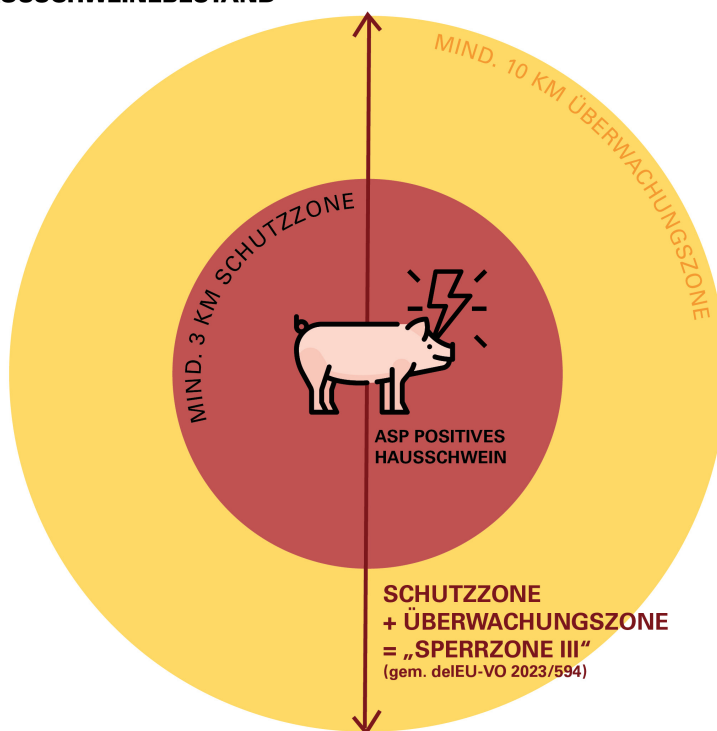 MIND. 10 KM ÜBERWACHUNGSZONE
MIND. 3 KM SCHUTZZONE
ASP POSITIVES
HAUSSCHWEIN
SCHUTZZONE
+ ÜBERWACHUNGSZONE
= „SPERRZONE III“
(gem. delEU-VO 2023/594)